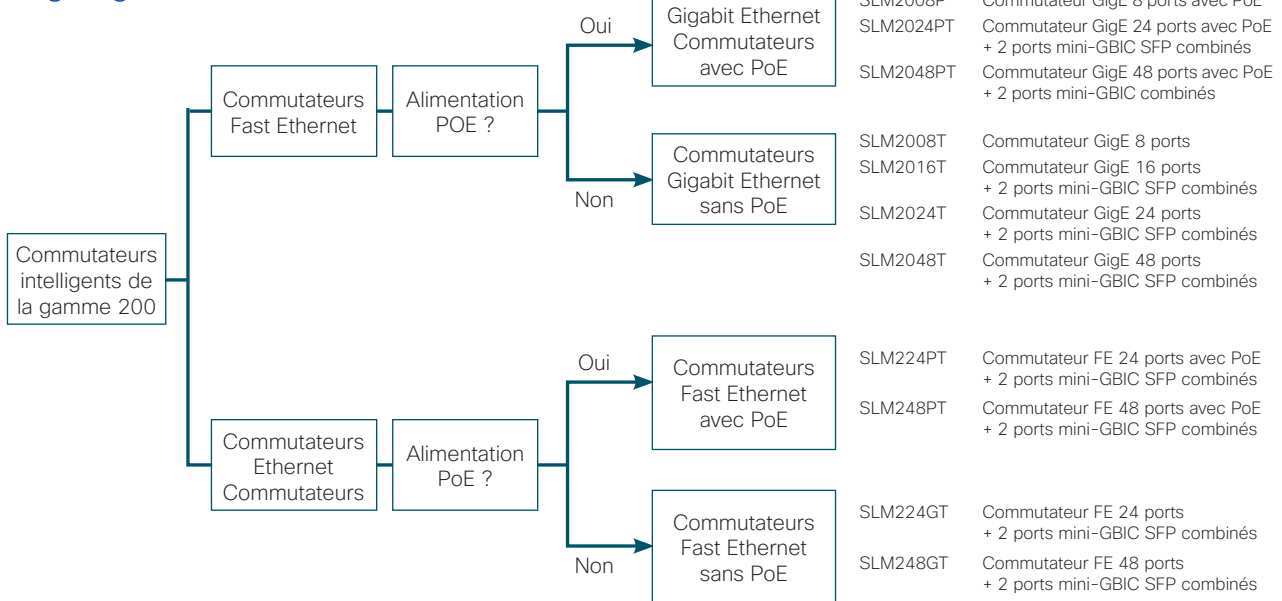 Oui
Gigabit Ethernet
Commutateurs
avec PoE
SLM2008P Commutateur GigE 8 ports avec PoE
SLM2024PT Commutateur GigE 24 ports avec PoE
+ 2 ports mini-GBIC SFP combinés
SLM2048PT Commutateur GigE 48 ports avec PoE
+ 2 ports mini-GBIC combinés
Commutateurs
Fast Ethernet
Alimentation
POE ?
Non
Commutateurs
Gigabit Ethernet
sans PoE
SLM2008T Commutateur GigE 8 ports
SLM2016T Commutateur GigE 16 ports
+ 2 ports mini-GBIC SFP combinés
SLM2024T Commutateur GigE 24 ports
+ 2 ports mini-GBIC SFP combinés
SLM2048T Commutateur GigE 48 ports
+ 2 ports mini-GBIC SFP combinés
Commutateurs
intelligents de
la gamme 200
Oui
Commutateurs
Fast Ethernet
avec PoE
SLM224PT Commutateur FE 24 ports avec PoE
+ 2 ports mini-GBIC SFP combinés
SLM248PT Commutateur FE 48 ports avec PoE
+ 2 ports mini-GBIC SFP combinés
Commutateurs
Ethernet
Commutateurs
Alimentation
PoE ?
Non
Commutateurs
Fast Ethernet
sans PoE
SLM224GT Commutateur FE 24 ports
+ 2 ports mini-GBIC SFP combinés
SLM248GT Commutateur FE 48 ports
+ 2 ports mini-GBIC SFP combinés